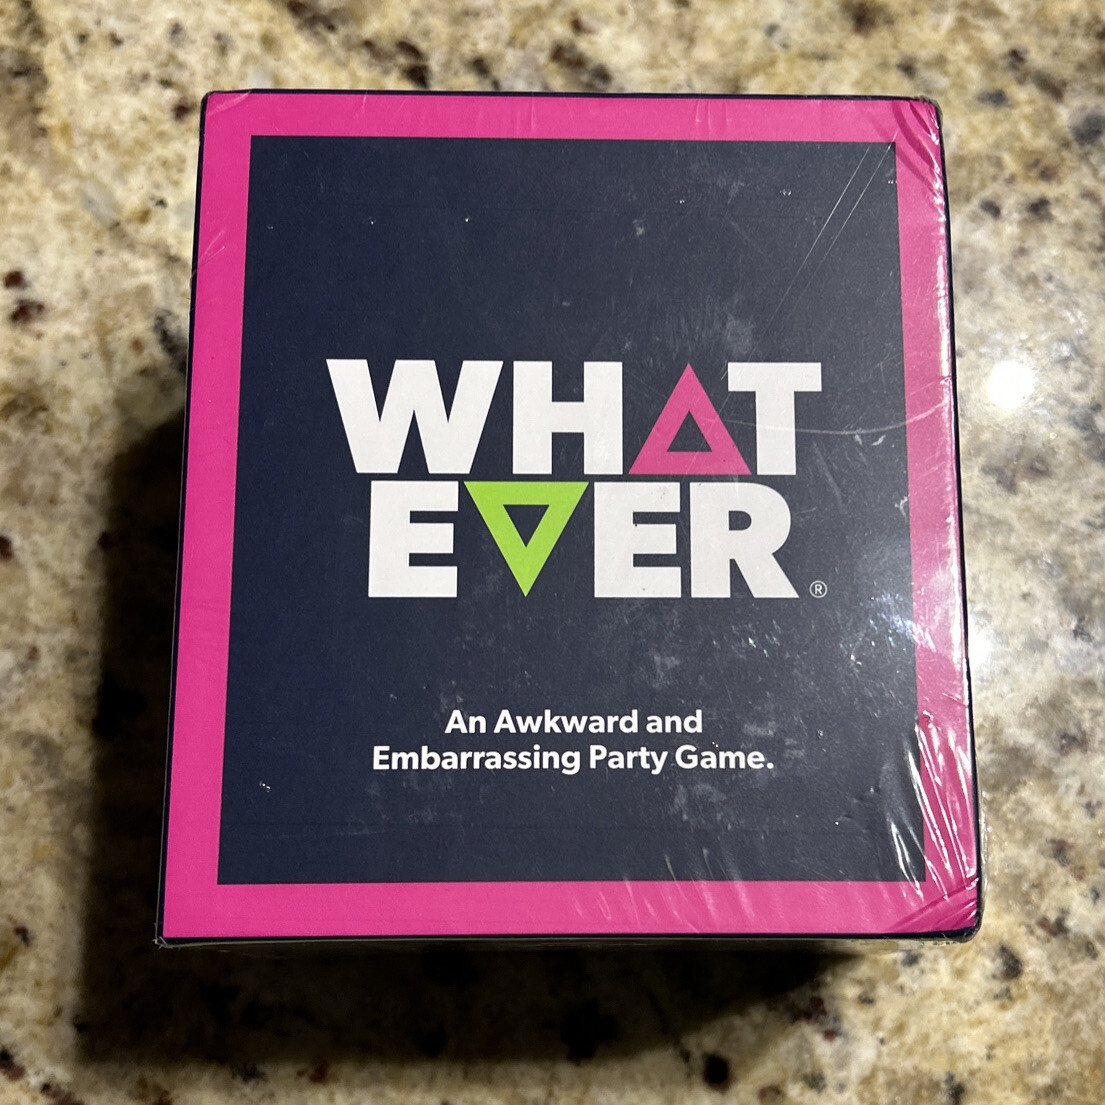 WHAT
EVER®
An Awkward and
Embarrassing Party Game.